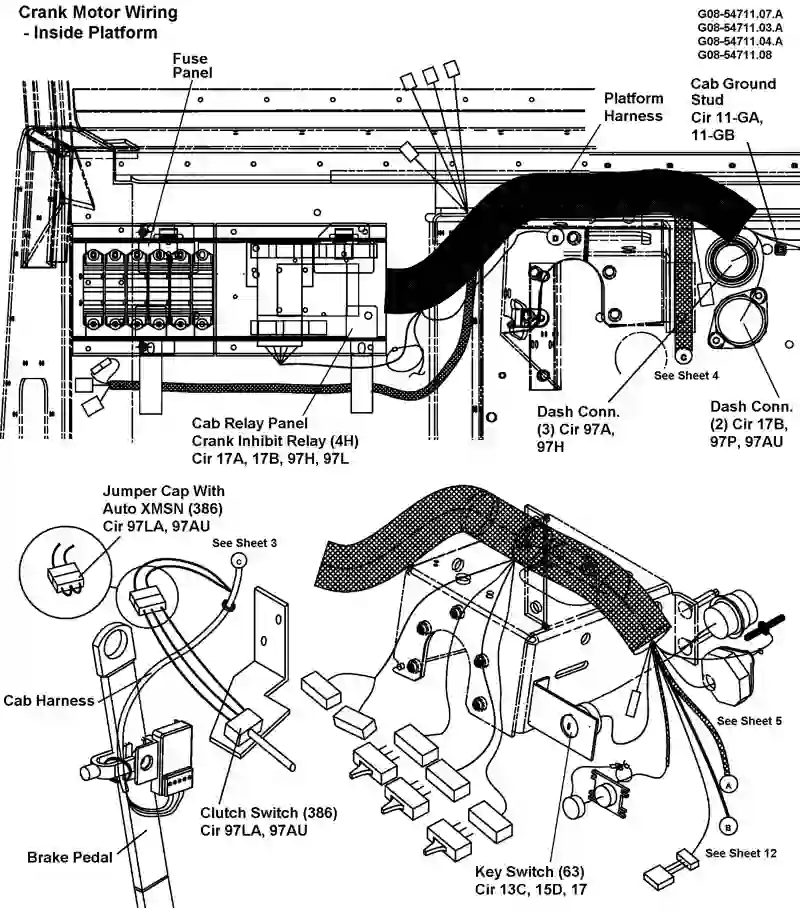 Crank Motor Wiring
- Inside Platform
G08-54711.07.A
G08-54711.03.A
G08-54711.04.A
G08-54711.08
Fuse
Panel
Platform
Harness
Cab Ground
Stud
Cir 11-GA,
11-GB
D
C
See Sheet 4
Cab Relay Panel
Crank Inhibit Relay (4H)
Cir 17A, 17B, 97H, 97L
Dash Conn.
(3) Cir 97A,
97H
Dash Conn.
(2) Cir 17B,
97P, 97AU
Jumper Cap With
Auto XMSN (386)
Cir 97LA, 97AU
See Sheet 3
C
Cab Harness
Clutch Switch (386)
Cir 97LA, 97AU
Brake Pedal
See Sheet 5
A
B
See Sheet 12
Key Switch (63)
Cir 13C, 15D, 17